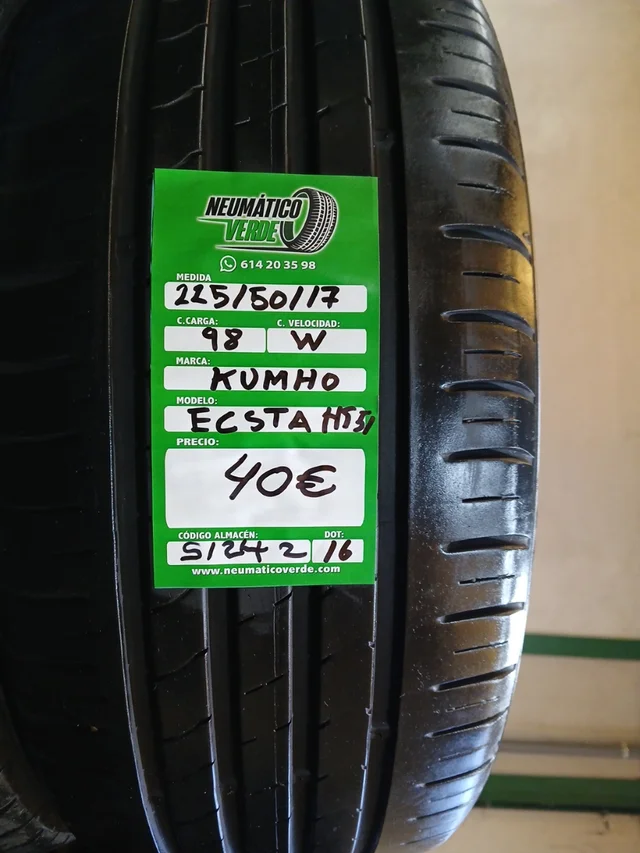 NEUMÁTICO
VERDE
614 20 35 98
MEDIDA
225/50/17
C.CARGA: C. VELOCIDAD:
98 W
MARCA:
KUMHO
MODELO:
ECSTA HS51
PRECIO:
40€
CÓDIGO ALMACÉN: DOT:
S1242 16
www.neumaticoverde.com